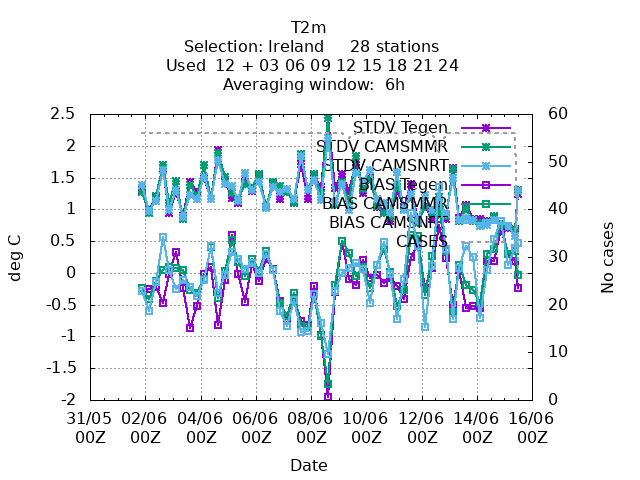 T2m
Selection: Ireland 28 stations
Used 12 + 03 06 09 12 15 18 21 24
Averaging window: 6h
STDV Tegen
STDV CAMSMMR
STDV CAMSNRT
BIAS Tegen
BIAS CAMSMMR
BIAS CAMSNRT
CASES
2.5
2
1.5
1
0.5
0
-0.5
-1
-1.5
-2
deg C
60
50
40
30
20
10
0
No cases
31/05 02/06 04/06 06/06 08/06 10/06 12/06 14/06 16/06
00Z 00Z 00Z 00Z 00Z 00Z 00Z 00Z 00Z
Date